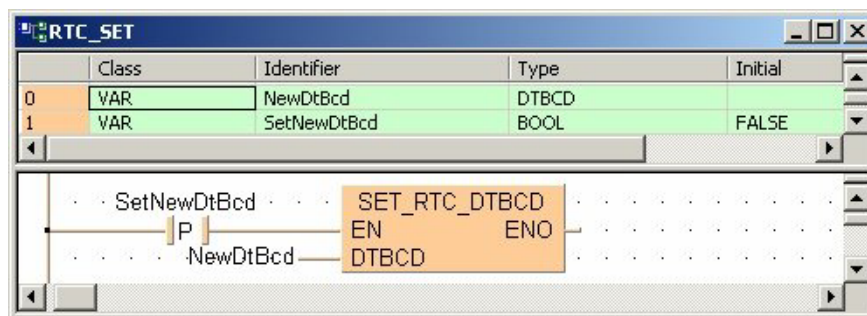 RTC_SET
Class Identifier Type Initial
0 VAR NewDtBcd DTBCD
1 VAR SetNewDtBcd BOOL FALSE
SetNewDtBcd SET_RTC_DTBCD
P EN ENO
NewDtBcd DTBCD